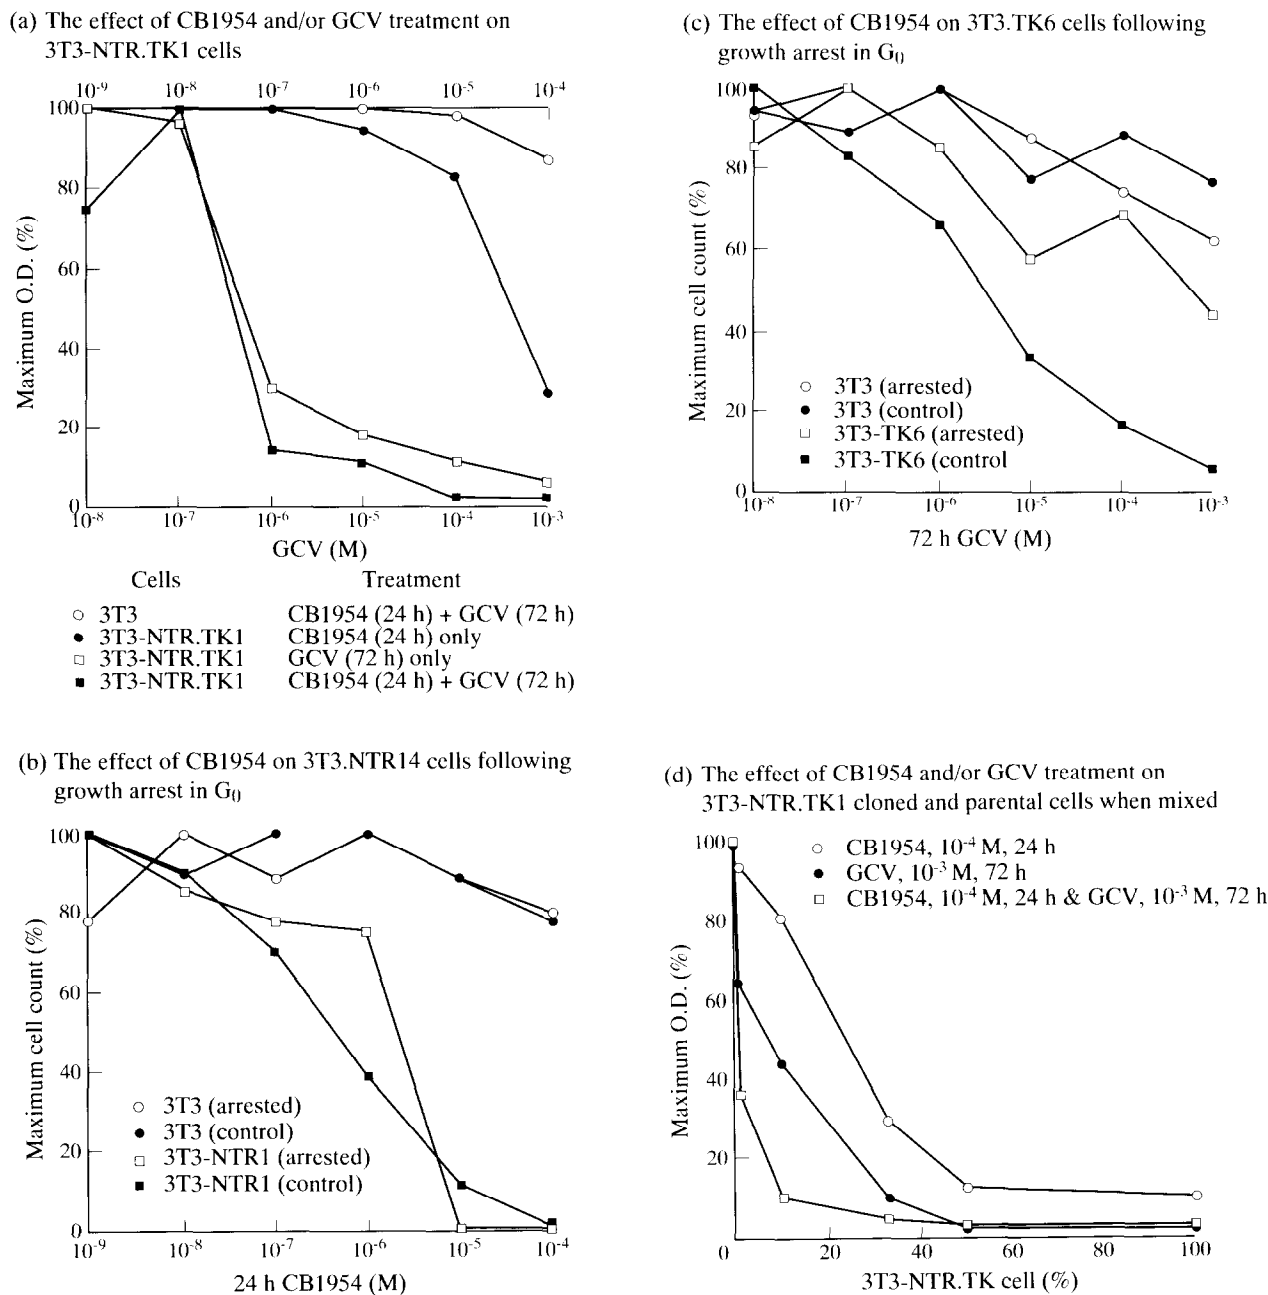 (a) The effect of CB1954 and/or GCV treatment on
3T3-NTR.TK1 cells
10⁻⁹ 10⁻⁸ 10⁻⁷ 10⁻⁶ 10⁻⁵ 10⁻⁴
100
80
60
40
20
0
Maximum O.D. (%)
10⁻⁸ 10⁻⁷ 10⁻⁶ 10⁻⁵ 10⁻⁴ 10⁻³
GCV (M)
Cells Treatment
○ 3T3 CB1954 (24 h) + GCV (72 h)
● 3T3-NTR.TK1 CB1954 (24 h) only
□ 3T3-NTR.TK1 GCV (72 h) only
■ 3T3-NTR.TK1 CB1954 (24 h) + GCV (72 h)
(b) The effect of CB1954 on 3T3.NTR14 cells following
growth arrest in G₀
100
80
60
40
20
0
Maximum cell count (%)
○ 3T3 (arrested)
● 3T3 (control)
□ 3T3-NTR1 (arrested)
■ 3T3-NTR1 (control)
10⁻⁹ 10⁻⁸ 10⁻⁷ 10⁻⁶ 10⁻⁵ 10⁻⁴
24 h CB1954 (M)
(c) The effect of CB1954 on 3T3.TK6 cells following
growth arrest in G₀
100
80
60
40
20
0
Maximum cell count (%)
○ 3T3 (arrested)
● 3T3 (control)
□ 3T3-TK6 (arrested)
■ 3T3-TK6 (control
10⁻⁸ 10⁻⁷ 10⁻⁶ 10⁻⁵ 10⁻⁴ 10⁻³
72 h GCV (M)
(d) The effect of CB1954 and/or GCV treatment on
3T3-NTR.TK1 cloned and parental cells when mixed
100
80
60
40
20
Maximum O.D. (%)
○ CB1954, 10⁻⁴ M, 24 h
● GCV, 10⁻³ M, 72 h
□ CB1954, 10⁻⁴ M, 24 h & GCV, 10⁻³ M, 72 h
0 20 40 60 80 100
3T3-NTR.TK cell (%)